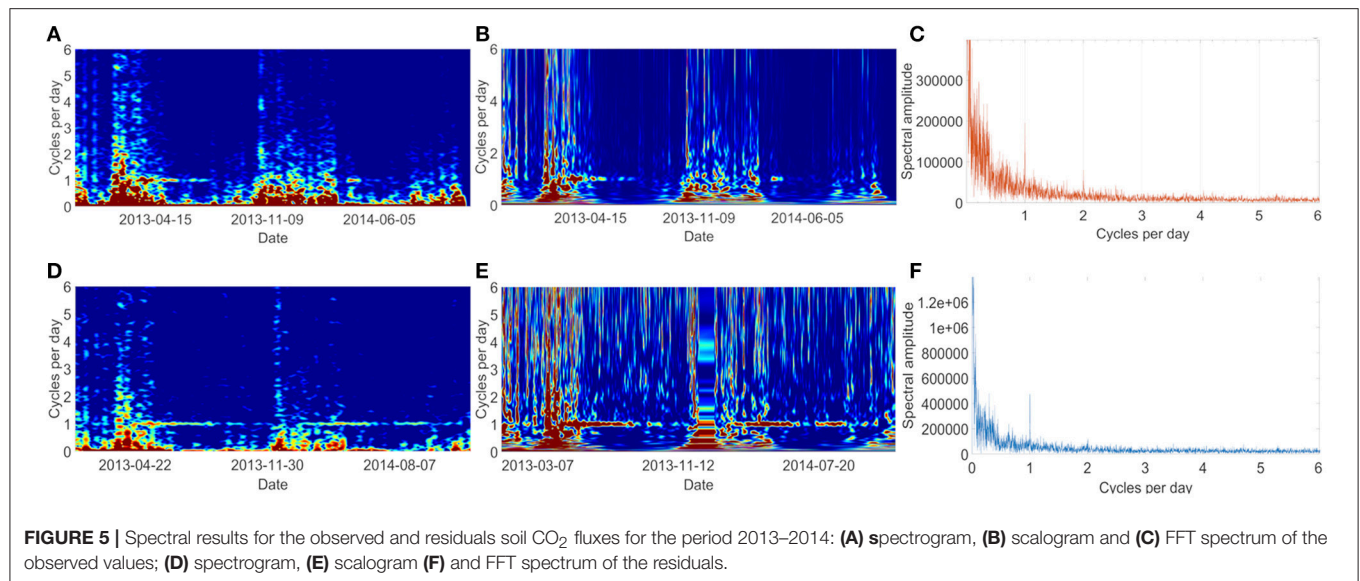 A
Cycles per day
6
5
4
3
2
1
0
2013-04-15
2013-11-09
2014-06-05
Date
B
Cycles per day
6
4
2
0
2013-04-15
2013-11-09
2014-06-05
Date
C
Spectral amplitude
300000
200000
100000
0
1
2
3
4
5
6
Cycles per day
D
Cycles per day
6
5
4
3
2
1
0
2013-04-22
2013-11-30
2014-08-07
Date
E
Cycles per day
6
5
4
3
2
1
0
2013-03-07
2013-11-12
2014-07-20
Date
F
Spectral amplitude
1.2e+06
1e+06
800000
600000
400000
200000
0
0
1
2
3
4
5
6
Cycles per day
FIGURE 5 | Spectral results for the observed and residuals soil CO₂ fluxes for the period 2013–2014: (A) spectrogram, (B) scalogram and (C) FFT spectrum of the
observed values; (D) spectrogram, (E) scalogram (F) and FFT spectrum of the residuals.